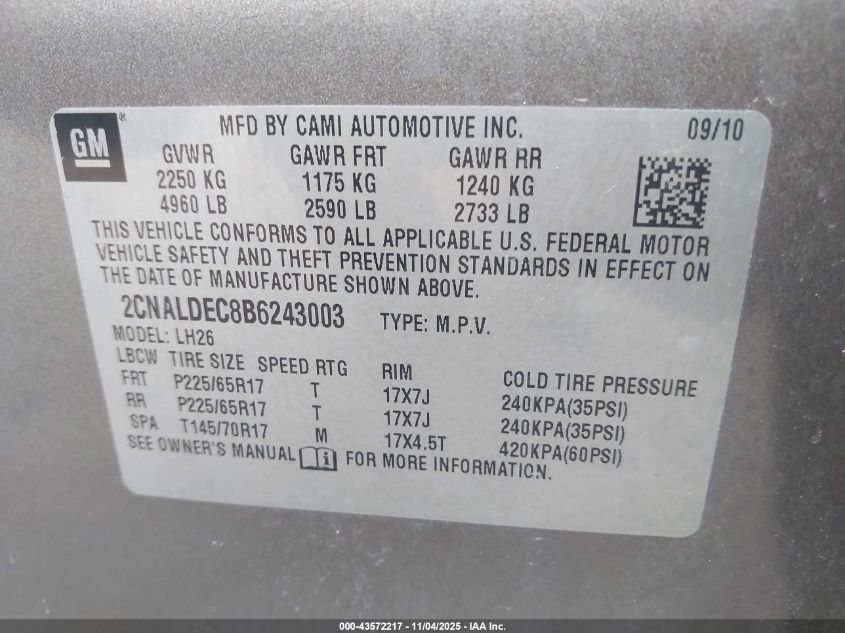 GM®
MFD BY CAMI AUTOMOTIVE INC. 09/10
GVWR GAWR FRT GAWR RR
2250 KG 1175 KG 1240 KG
4960 LB 2590 LB 2733 LB
THIS VEHICLE CONFORMS TO ALL APPLICABLE U.S. FEDERAL MOTOR
VEHICLE SAFETY AND THEFT PREVENTION STANDARDS IN EFFECT ON
THE DATE OF MANUFACTURE SHOWN ABOVE.
2CNALDEC8B6243003 TYPE: M.P.V.
MODEL: LH26
LBCW TIRE SIZE SPEED RTG RIM COLD TIRE PRESSURE
FRT P225/65R17 T 17X7J 240KPA(35PSI)
RR P225/65R17 T 17X7J 240KPA(35PSI)
SPA T145/70R17 M 17X4.5T 420KPA(60PSI)
SEE OWNER'S MANUAL FOR MORE INFORMATION.
000-43572217 - 11/04/2025 - IAA Inc.